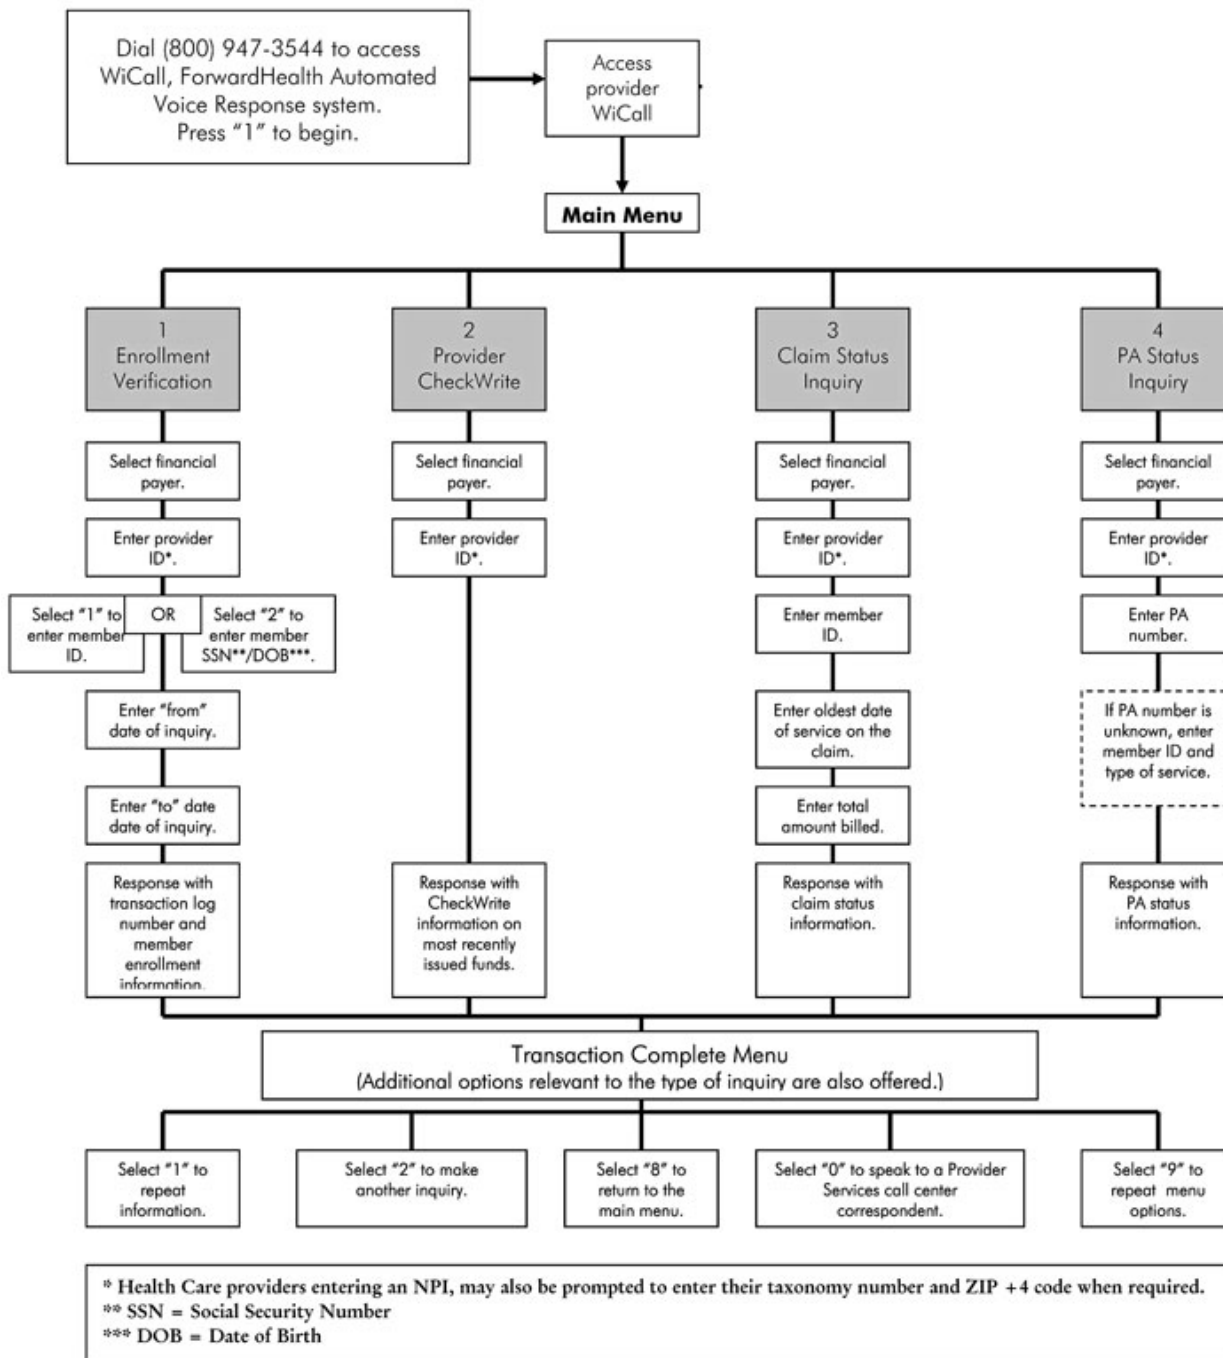 Dial (800) 947-3544 to access
WiCall, ForwardHealth Automated
Voice Response system.
Press "1" to begin.
Access
provider
WiCall
Main Menu
1
Enrollment
Verification
2
Provider
CheckWrite
3
Claim Status
Inquiry
4
PA Status
Inquiry
Select financial
payer.
Select financial
payer.
Select financial
payer.
Select financial
payer.
Enter provider
ID*.
Enter provider
ID*.
Enter provider
ID*.
Enter provider
ID*.
Select "1" to
enter member
ID.
OR
Select "2" to
enter member
SSN**/DOB***.
Enter member
ID.
Enter PA
number.
Enter "from"
date of inquiry.
Enter oldest date
of service on the
claim.
If PA number is
unknown, enter
member ID and
type of service.
Enter "to" date
date of inquiry.
Enter total
amount billed.
Response with
transaction log
number and
member
enrollment
information.
Response with
CheckWrite
information on
most recently
issued funds.
Response with
claim status
information.
Response with
PA status
information.
Transaction Complete Menu
(Additional options relevant to the type of inquiry are also offered.)
Select "1" to
repeat
information.
Select "2" to make
another inquiry.
Select "8" to
return to the
main menu.
Select "0" to speak to a Provider
Services call center
correspondent.
Select "9" to
repeat menu
options.
* Health Care providers entering an NPI, may also be prompted to enter their taxonomy number and ZIP +4 code when required.
** SSN = Social Security Number
*** DOB = Date of Birth